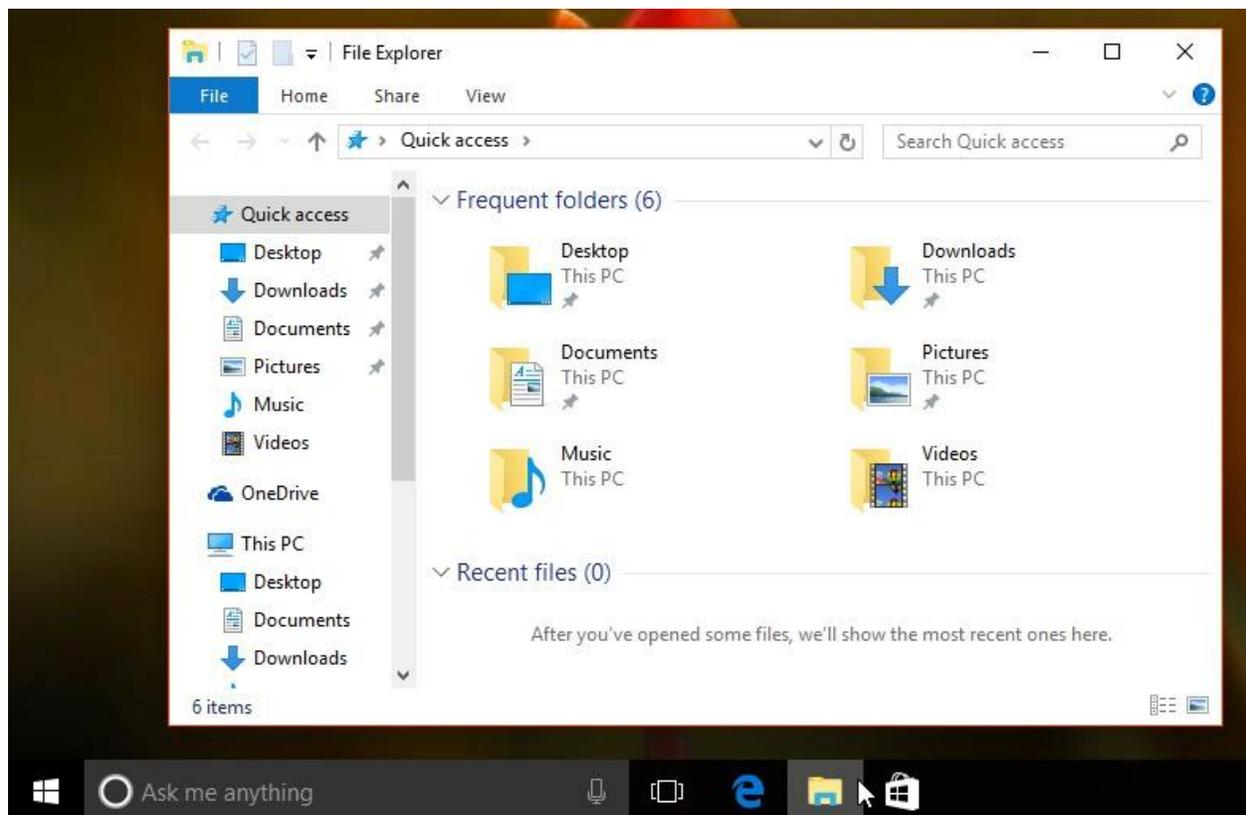 File Explorer
File Home Share View
Quick access
Search Quick access
Quick access
Desktop
Downloads
Documents
Pictures
Music
Videos
OneDrive
This PC
Desktop
Documents
Downloads
Frequent folders (6)
Desktop
This PC
Downloads
This PC
Documents
This PC
Pictures
This PC
Music
This PC
Videos
This PC
Recent files (0)
After you've opened some files, we'll show the most recent ones here.
6 items
Ask me anything